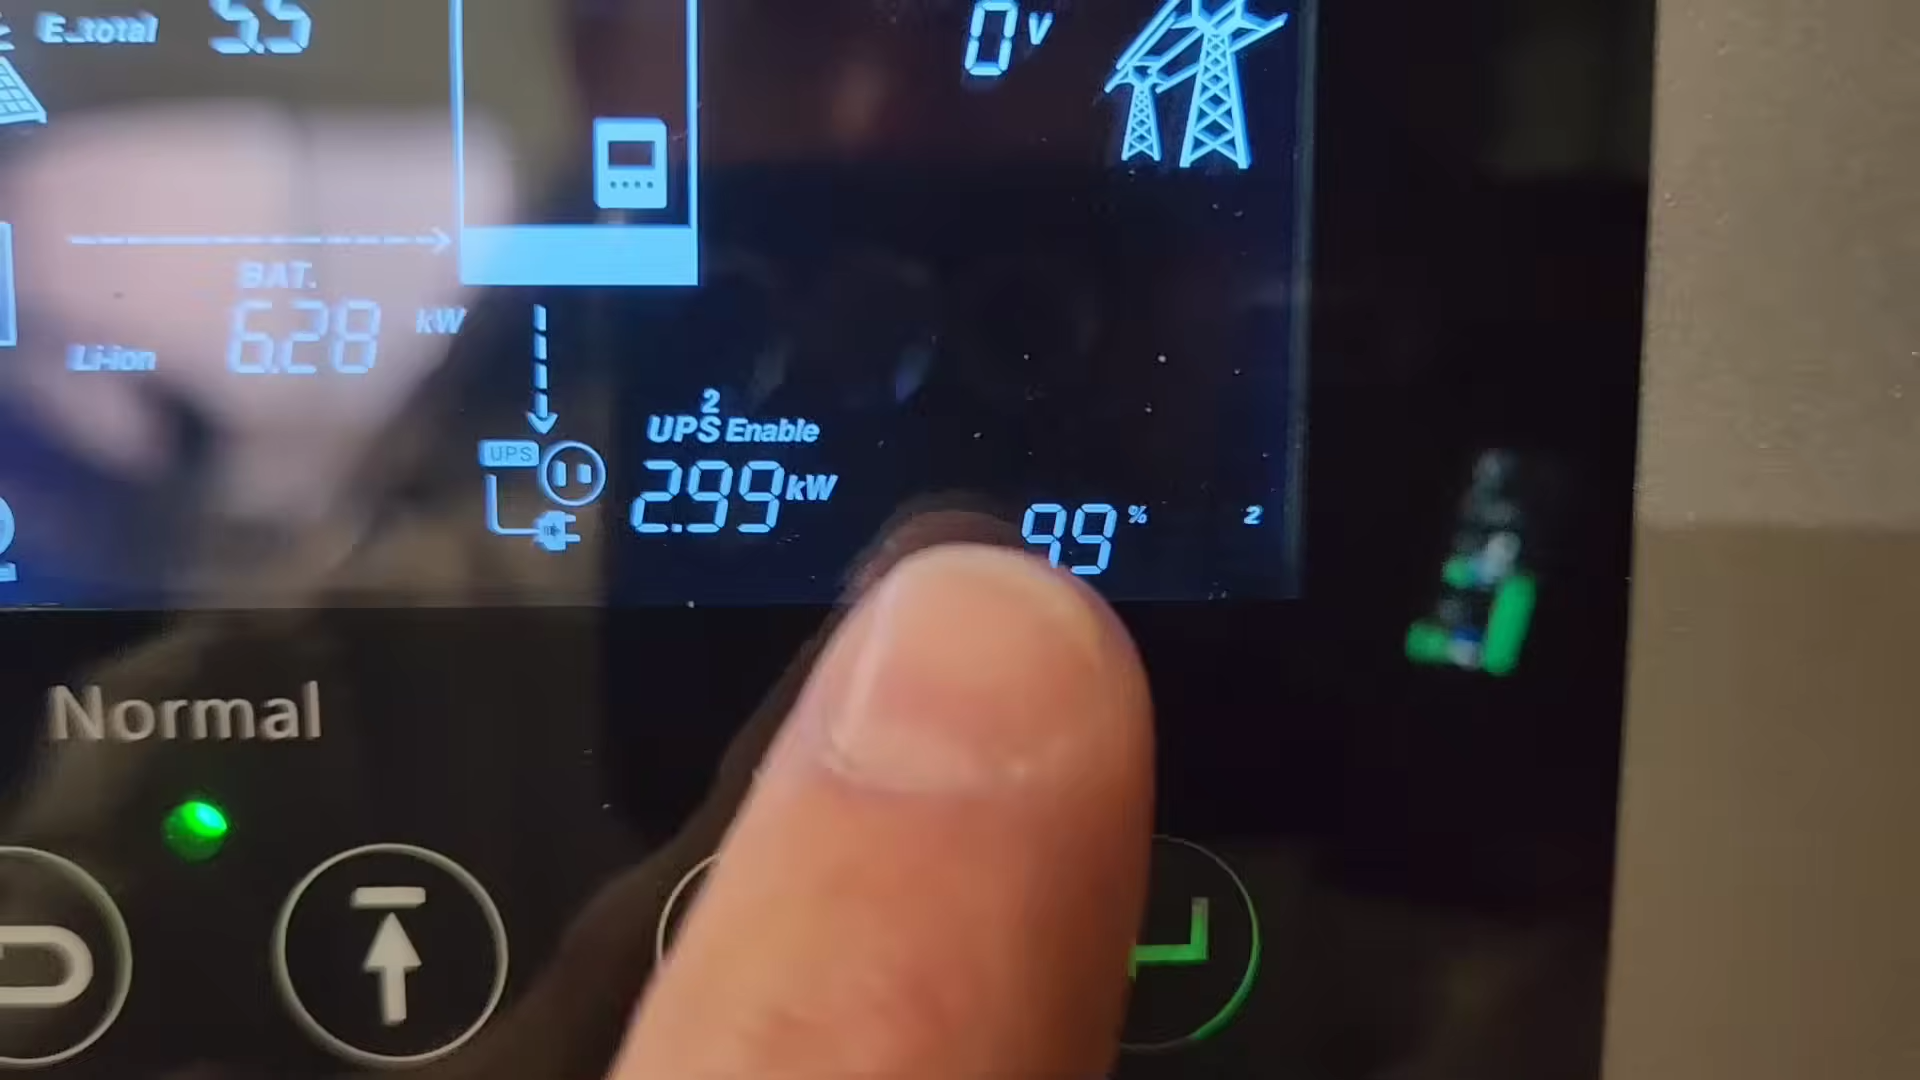 E_total 5.5
0 V
BAT.
Li-ion 6.28 kW
2
UPS Enable
UPS 2.99 kW
99 % 2
Normal